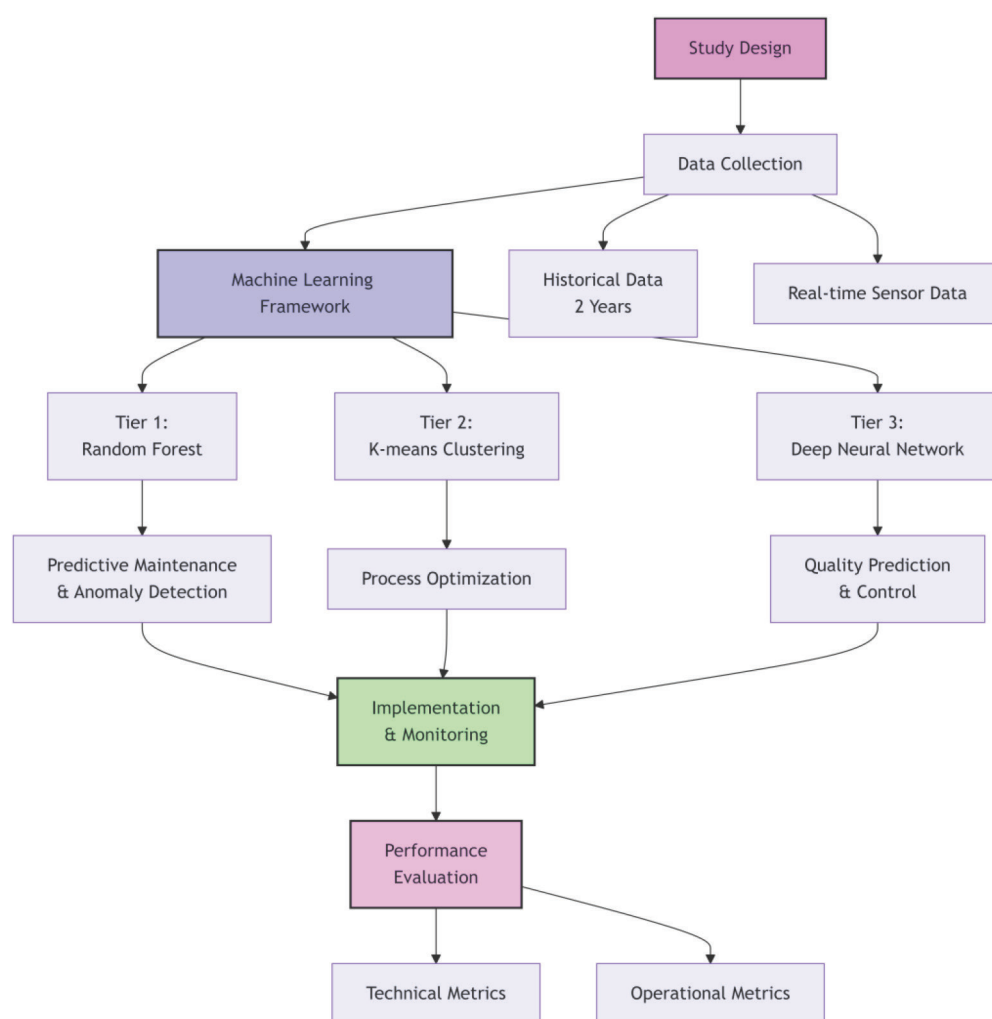 Study Design
Data Collection
Machine Learning
Framework
Historical Data
2 Years
Real-time Sensor Data
Tier 1:
Random Forest
Tier 2:
K-means Clustering
Tier 3:
Deep Neural Network
Predictive Maintenance
& Anomaly Detection
Process Optimization
Quality Prediction
& Control
Implementation
& Monitoring
Performance
Evaluation
Technical Metrics
Operational Metrics